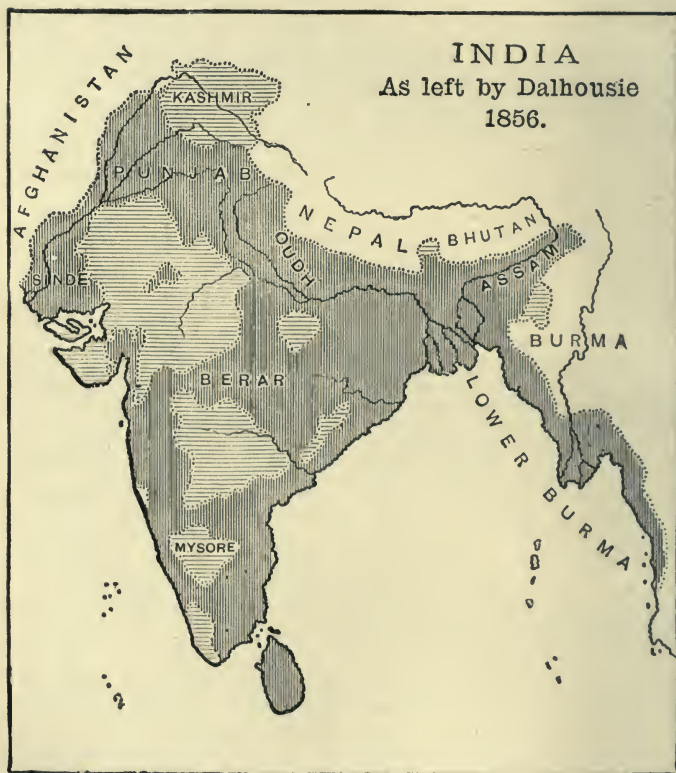 INDIA
As left by Dalhousie
1856.
AFGHANISTAN
KASHMIR
PUNJAB
NEPAL
BHUTAN
OUDH
ASSAM
SINDE
BURMA
BERAR
LOWER BURMA
MYSORE